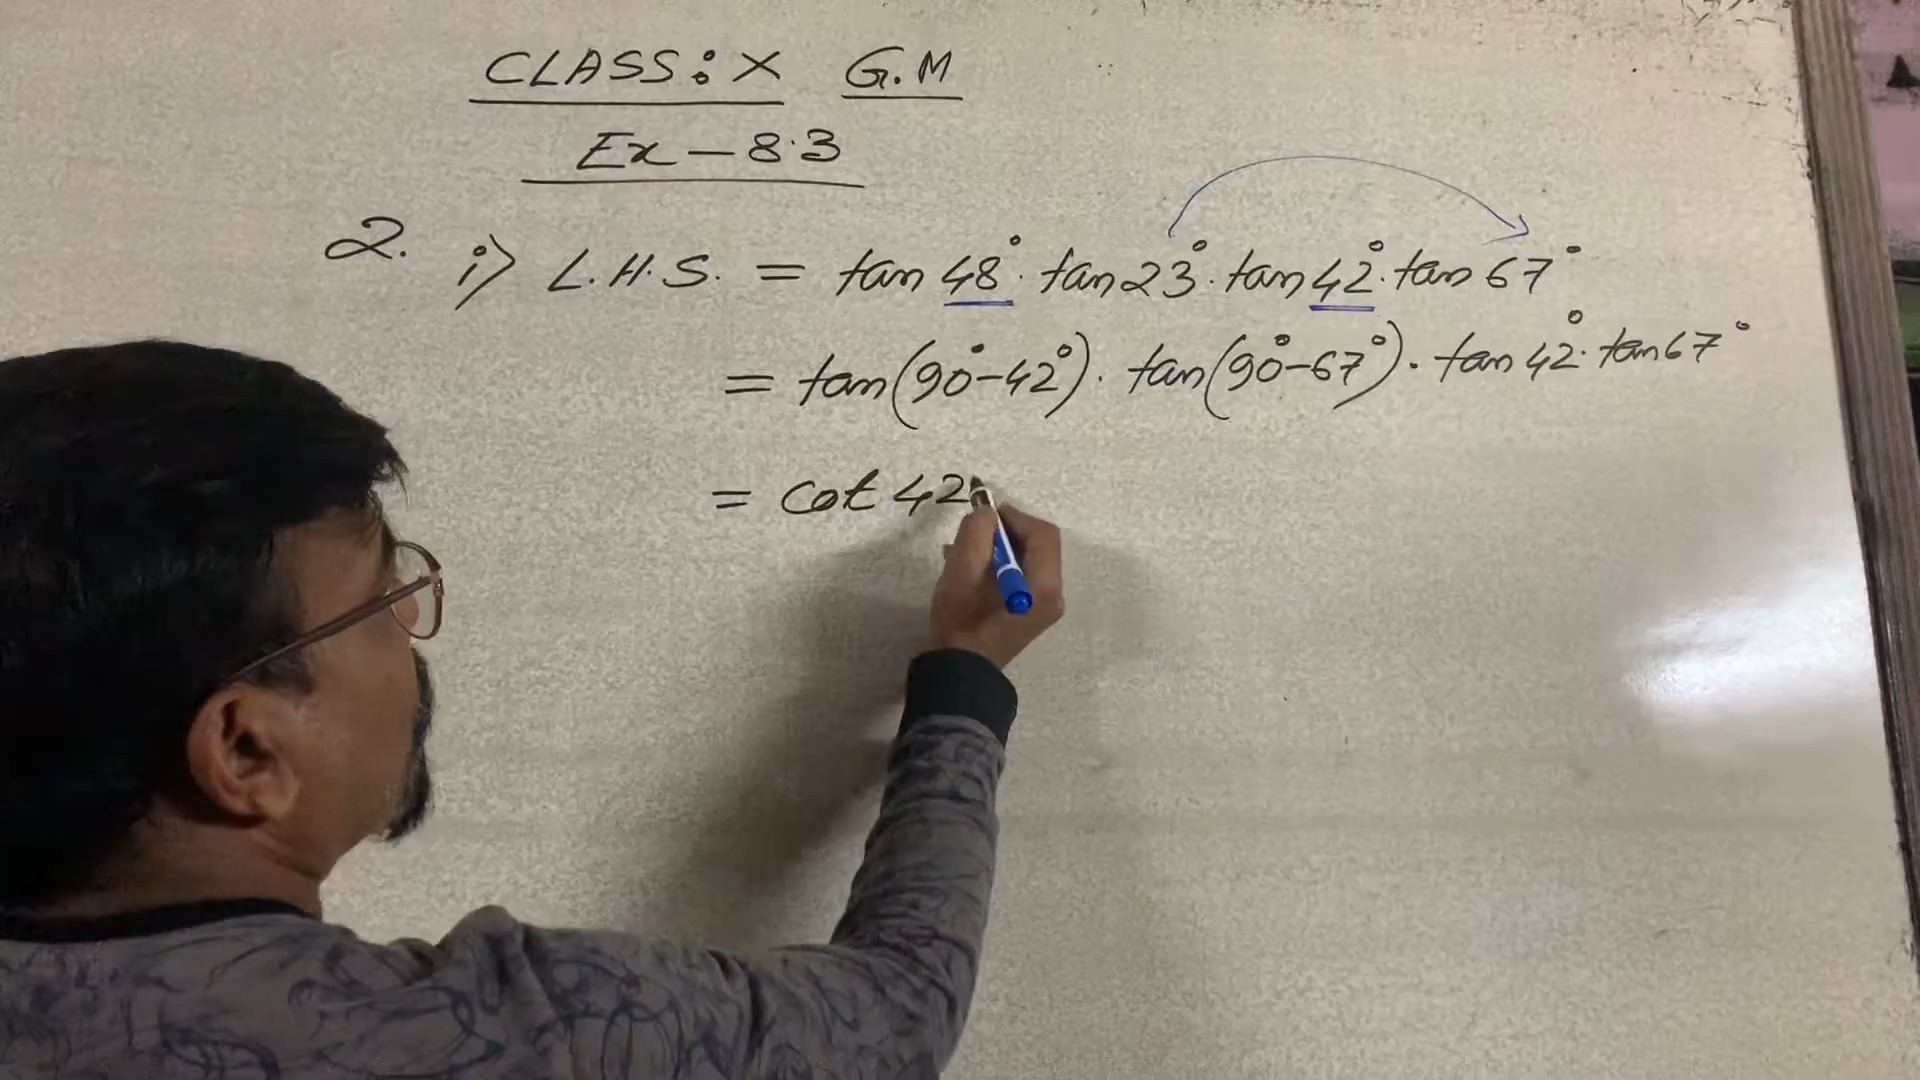 CLASS: X G.M
Ex - 8.3
2. i) L.H.S. = tan 48° · tan 23° · tan 42° · tan 67°
= tan (90° - 42°) · tan (90° - 67°) · tan 42° · tan 67°
= cot 42